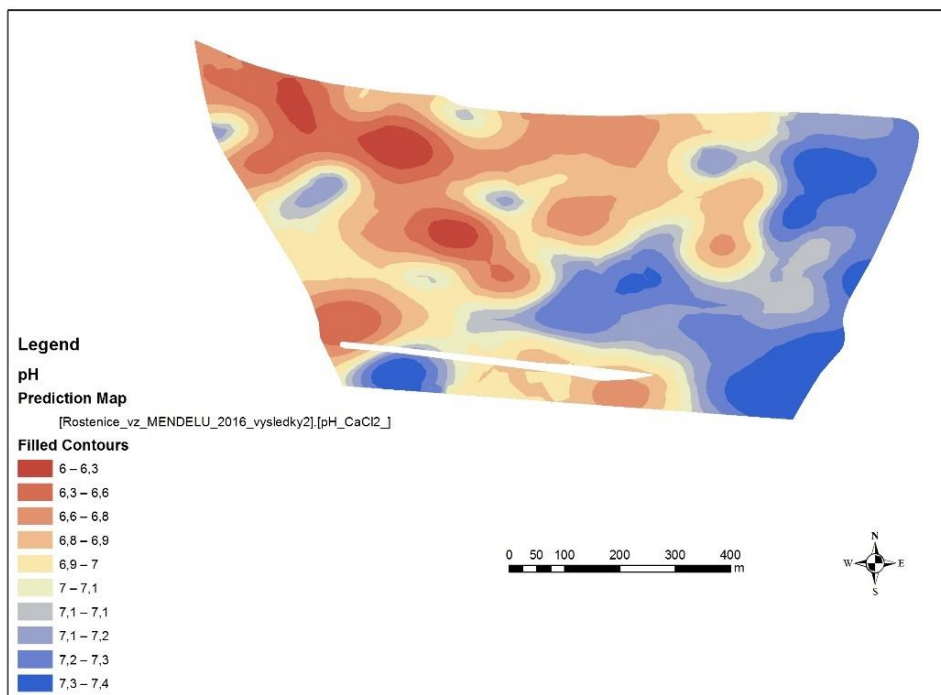 Legend
pH
Prediction Map
[Rostenice_vz_MENDELU_2016_vysledky2].[pH_CaCl2_]
Filled Contours
6 – 6,3
6,3 – 6,6
6,6 – 6,8
6,8 – 6,9
6,9 – 7
7 – 7,1
7,1 – 7,1
7,1 – 7,2
7,2 – 7,3
7,3 – 7,4
0 50 100 200 300 400
m
N
W E
S